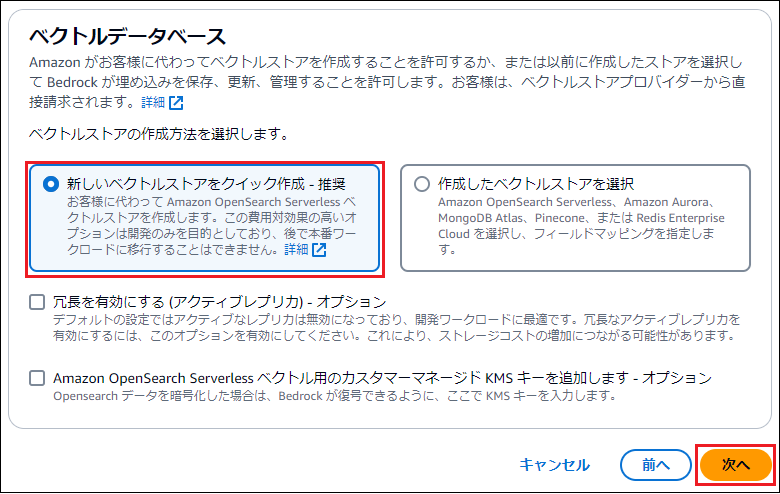 ベクトルデータベース
Amazon がお客様に代わってベクトルストアを作成することを許可するか、または以前に作成したストアを選択し
て Bedrock が埋め込みを保存、更新、管理することを許可します。お客様は、ベクトルストアプロバイダーから直
接請求されます。詳細
ベクトルストアの作成方法を選択します。
新しいベクトルストアをクイック作成 - 推奨
お客様に代わって Amazon OpenSearch Serverless ベ
クトルストアを作成します。この費用対効果の高いオ
プションは開発のみを目的としており、後で本番ワー
クロードに移行することはできません。詳細
作成したベクトルストアを選択
Amazon OpenSearch Serverless、Amazon Aurora、
MongoDB Atlas、Pinecone、または Redis Enterprise
Cloud を選択し、フィールドマッピングを指定しま
す。
冗長を有効にする (アクティブレプリカ) - オプション
デフォルトの設定ではアクティブなレプリカは無効になっており、開発ワークロードに最適です。冗長なアクティブレプリカを
有効にするには、このオプションを有効にしてください。これにより、ストレージコストの増加につながる可能性があります。
Amazon OpenSearch Serverless ベクトル用のカスタマーマネージド KMS キーを追加します - オプション
Opensearch データを暗号化した場合は、Bedrock が復号できるように、ここで KMS キーを入力します。
キャンセル
前へ
次へ